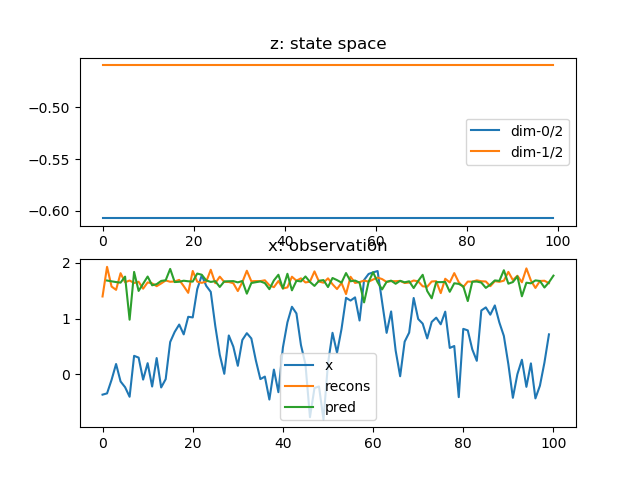 z: state space
−0.50
−0.55
−0.60
dim-0/2
dim-1/2
0 20 40 60 80 100
x: observation
2
1
0
x
recons
pred
0 20 40 60 80 100